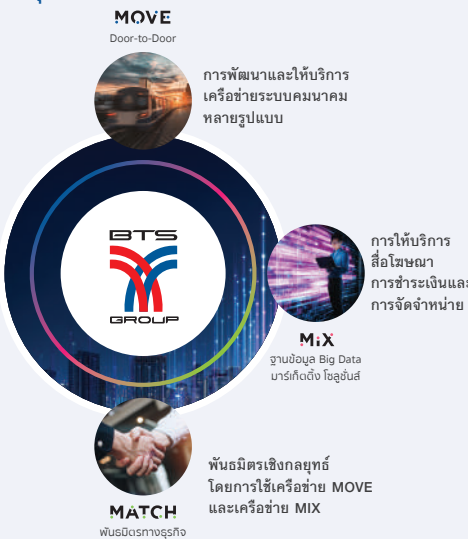 MOVE
Door-to-Door
การพัฒนาและให้บริการ
เครือข่ายระบบคมนาคม
หลายรูปแบบ
BTS
GROUP
การให้บริการ
สื่อโฆษณา
การชำระเงินและ
การจัดจำหน่าย
MIX
ฐานข้อมูล Big Data
มาร์เก็ตติ้ง โซลูชั่นส์
พันธมิตรเชิงกลยุทธ์
โดยการใช้เครือข่าย MOVE
และเครือข่าย MIX
MATCH
พันธมิตรทางธุรกิจ